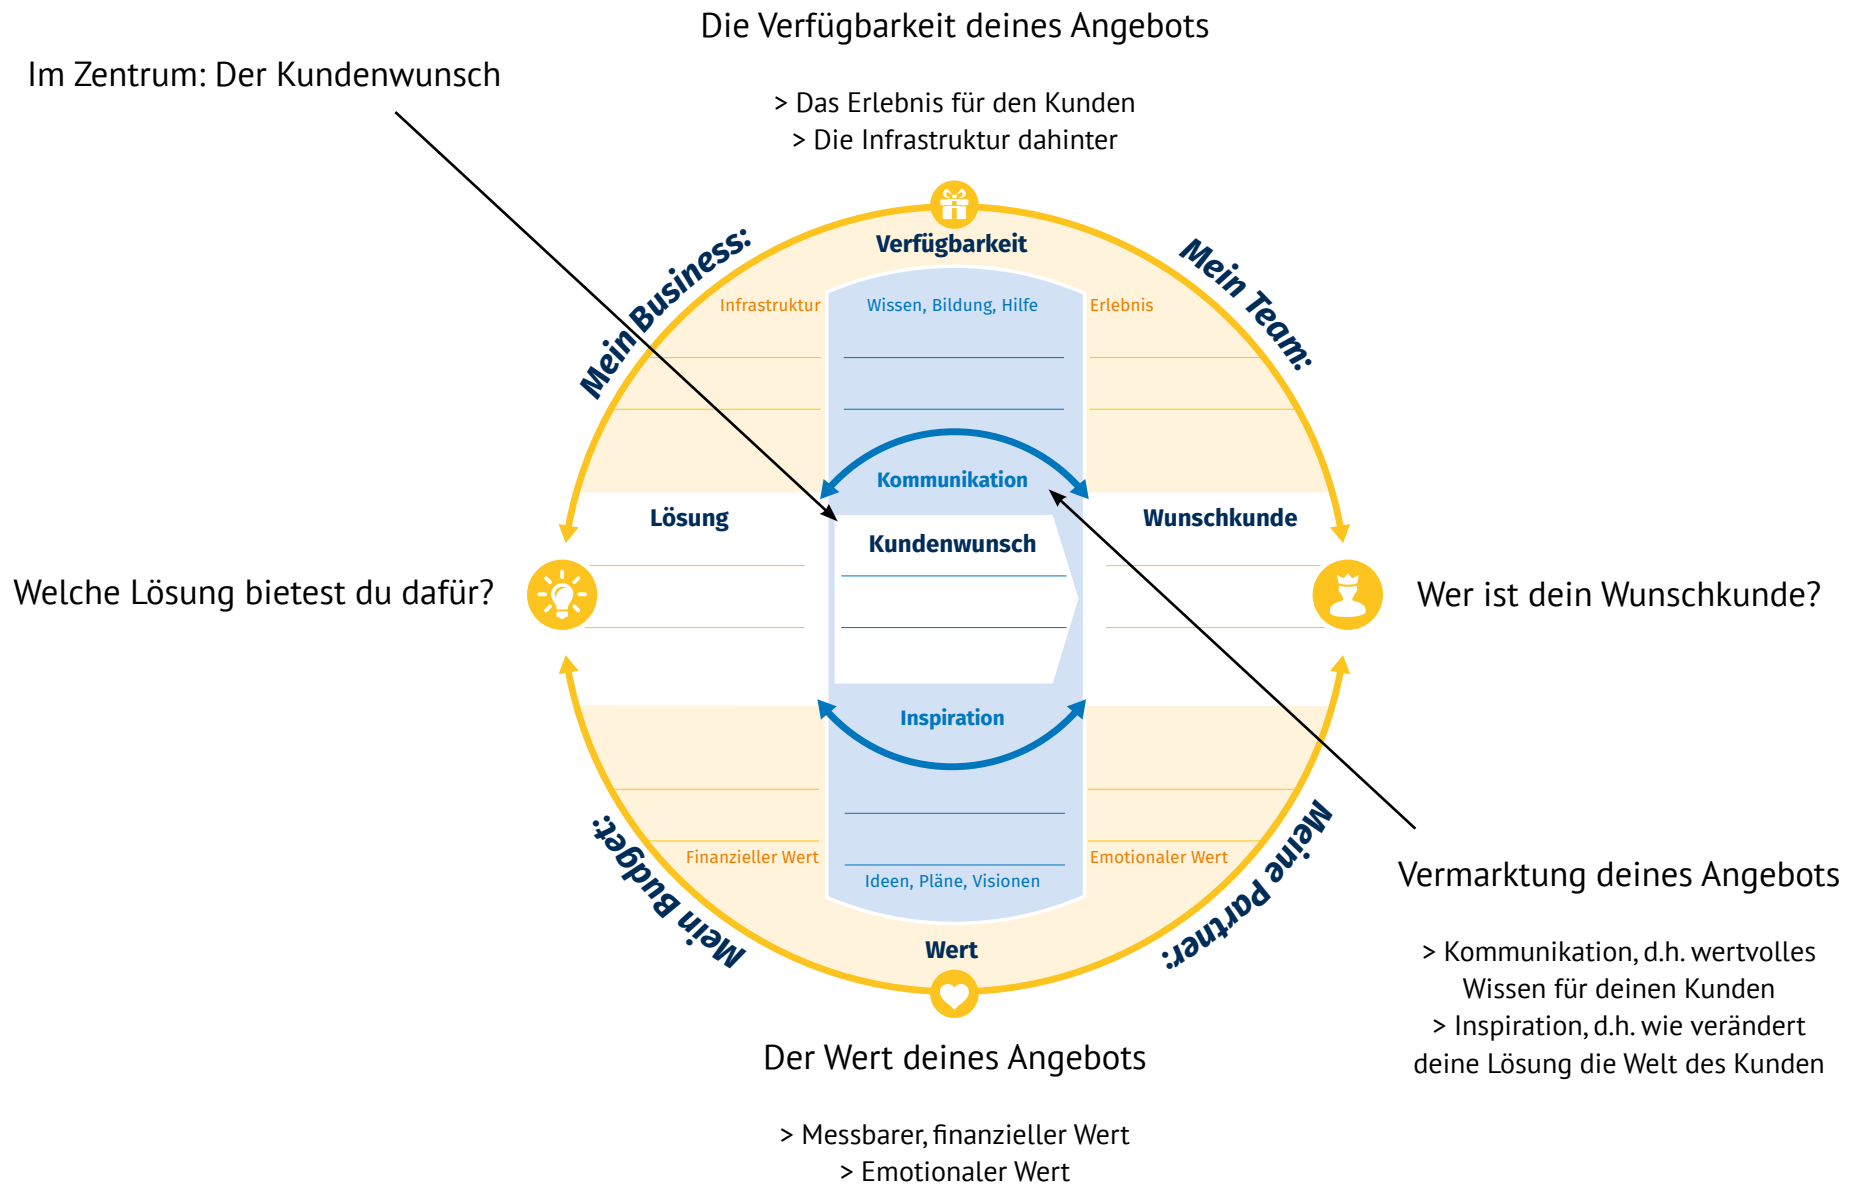 Die Verfügbarkeit deines Angebots
Im Zentrum: Der Kundenwunsch
> Das Erlebnis für den Kunden
> Die Infrastruktur dahinter
Mein Business:
Verfügbarkeit
Mein Team:
Infrastruktur
Wissen, Bildung, Hilfe
Erlebnis
Kommunikation
Lösung
Wunschkunde
Kundenwunsch
Welche Lösung bietest du dafür?
Wer ist dein Wunschkunde?
Inspiration
Finanzieller Wert
Emotionaler Wert
Ideen, Pläne, Visionen
Mein Budget:
Meine Partner:
Wert
Vermarktung deines Angebots
> Kommunikation, d.h. wertvolles
Wissen für deinen Kunden
> Inspiration, d.h. wie verändert
deine Lösung die Welt des Kunden
Der Wert deines Angebots
> Messbarer, finanzieller Wert
> Emotionaler Wert